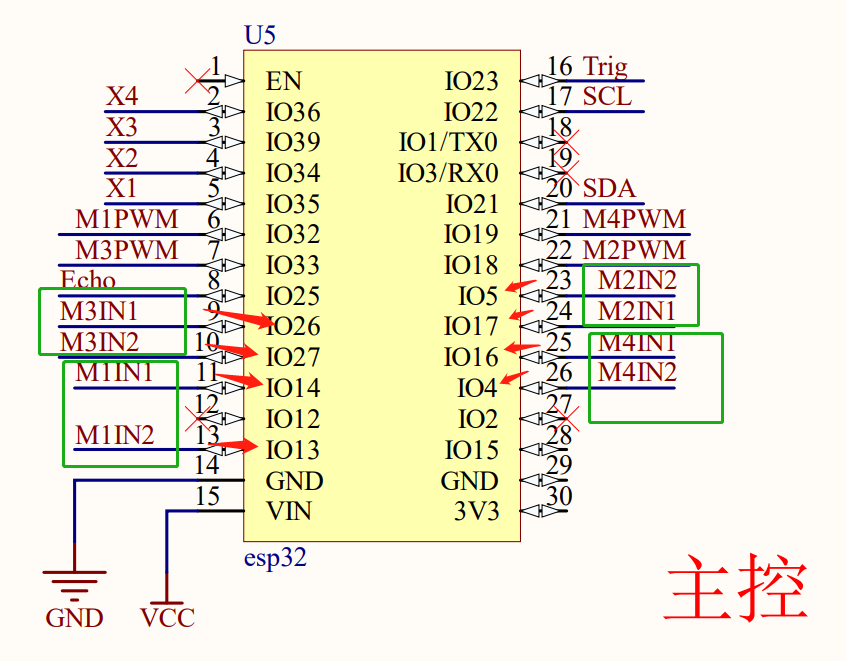 U5
1 EN IO23 16 Trig
X4 2 IO36 IO22 17 SCL
X3 3 IO39 IO1/TX0 18
X2 4 IO34 IO3/RX0 19
X1 5 IO35 IO21 20 SDA
M1PWM 6 IO32 IO19 21 M4PWM
M3PWM 7 IO33 IO18 22 M2PWM
Echo 8 IO25 IO5 23 M2IN2
M3IN1 9 IO26 IO17 24 M2IN1
M3IN2 10 IO27 IO16 25 M4IN1
M1IN1 11 IO14 IO4 26 M4IN2
12 IO12 IO2 27
M1IN2 13 IO13 IO15 28
14 GND GND 29
15 VIN 3V3 30
esp32
GND
VCC
主控